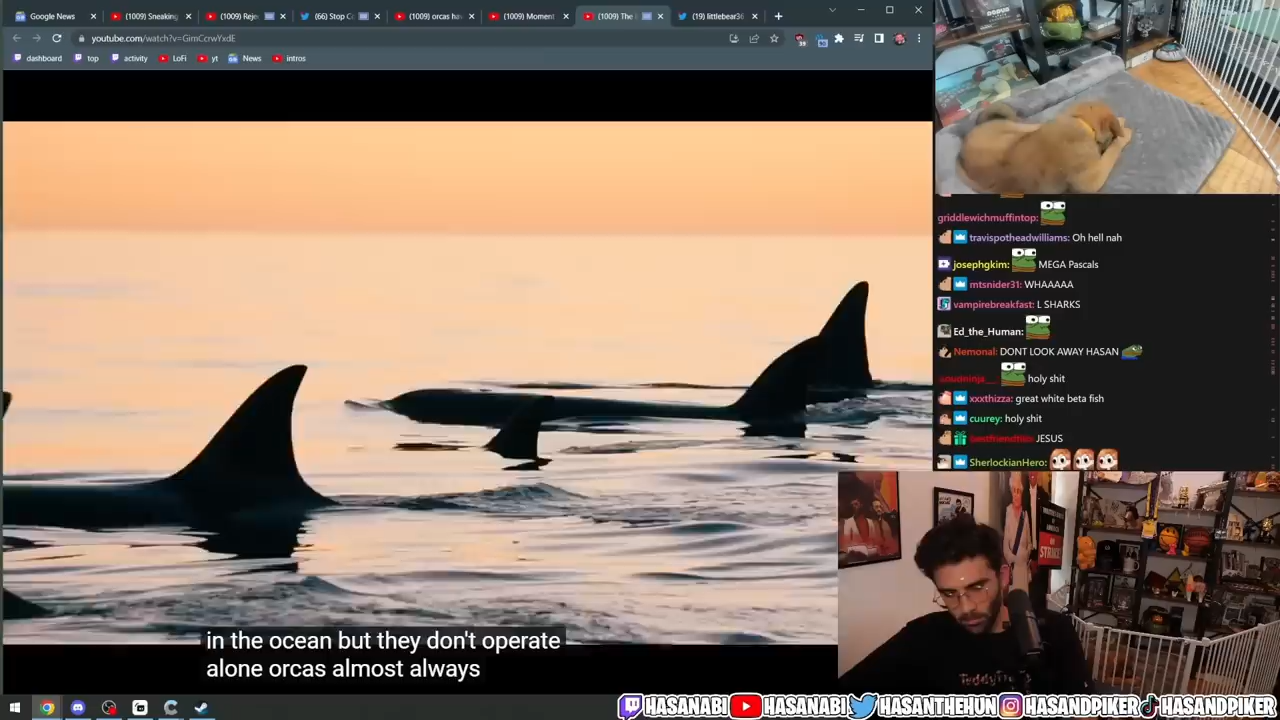 Google News
(1009) Sneaking
(1009) Reje
(66) Stop C
(1009) orcas ha
(1009) Moment
(1009) The
(19) littlebear36
youtube.com/watch?v=GimCcrwYxdE
dashboard
top
activity
LoFi
yt
News
intros
griddlewichmuffintop:
travispotheadwilliams: Oh hell nah
josephgkim: MEGA Pascals
mtsnider31: WHAAAAA
vampirebreakfast: L SHARKS
Ed_the_Human:
Nemonal: DONT LOOK AWAY HASAN
holy shit
xxxthizza: great white beta fish
cuurey: holy shit
JESUS
SherlockianHero:
STRIKE
in the ocean but they don't operate
alone orcas almost always
HASANABI
HASANABI
HASANTHEHUN
HASANDPIKER
HASANDPIKER